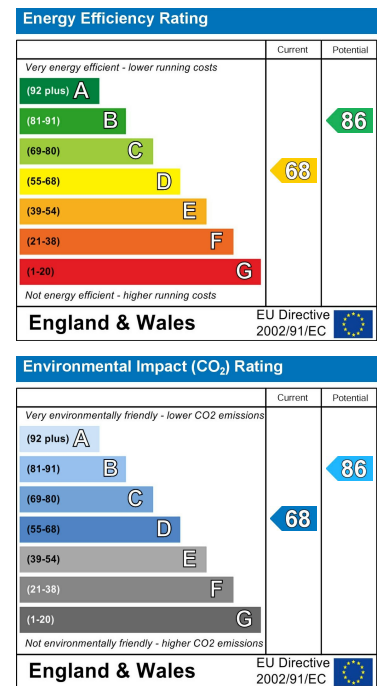 Energy Efficiency Rating
Current Potential
Very energy efficient - lower running costs
(92 plus) A
(81-91) B
86
(69-80) C
68
(55-68) D
(39-54) E
(21-38) F
(1-20) G
Not energy efficient - higher running costs
England & Wales
EU Directive
2002/91/EC
Environmental Impact (CO₂) Rating
Current Potential
Very environmentally friendly - lower CO2 emissions
(92 plus) A
(81-91) B
86
(69-80) C
(55-68) D
68
(39-54) E
(21-38) F
(1-20) G
Not environmentally friendly - higher CO2 emissions
England & Wales
EU Directive
2002/91/EC